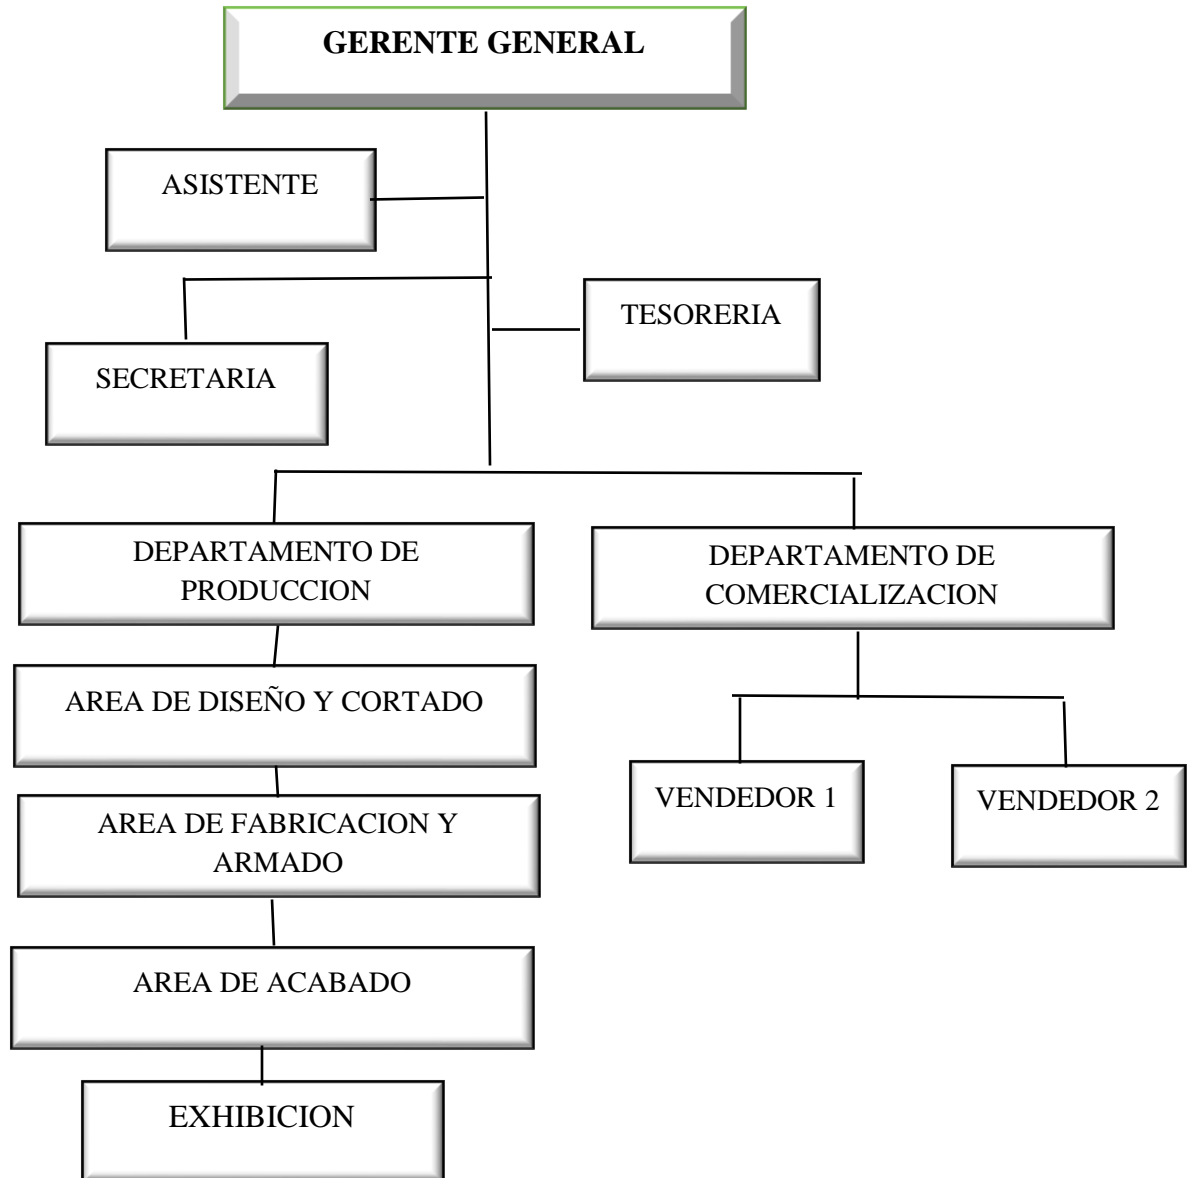 GERENTE GENERAL
ASISTENTE
TESORERIA
SECRETARIA
DEPARTAMENTO DE
PRODUCCION
DEPARTAMENTO DE
COMERCIALIZACION
AREA DE DISEÑO Y CORTADO
VENDEDOR 1
VENDEDOR 2
AREA DE FABRICACION Y
ARMADO
AREA DE ACABADO
EXHIBICION